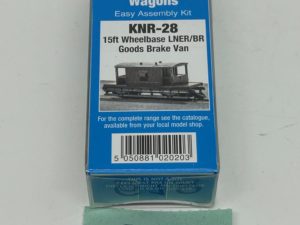 Wagons
Easy Assembly Kit
KNR-28
15ft Wheelbase LNER/BR
Goods Brake Van
For the complete range see the catalogue,
available from your local model shop.
5 050881 020203